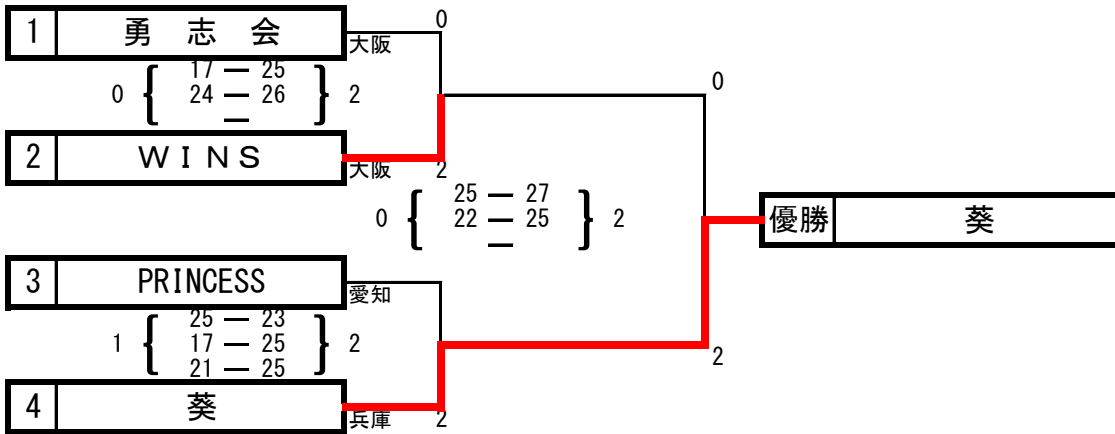 1 勇 志 会 大阪 0
17 ― 25
0 { 24 ― 26 } 2
―
0
2 ＷＩＮＳ 大阪 2
25 ― 27
0 { 22 ― 25 } 2
―
優勝 葵
3 PRINCESS 愛知
25 ― 23
1 { 17 ― 25 } 2
21 ― 25
2
4 葵 兵庫 2